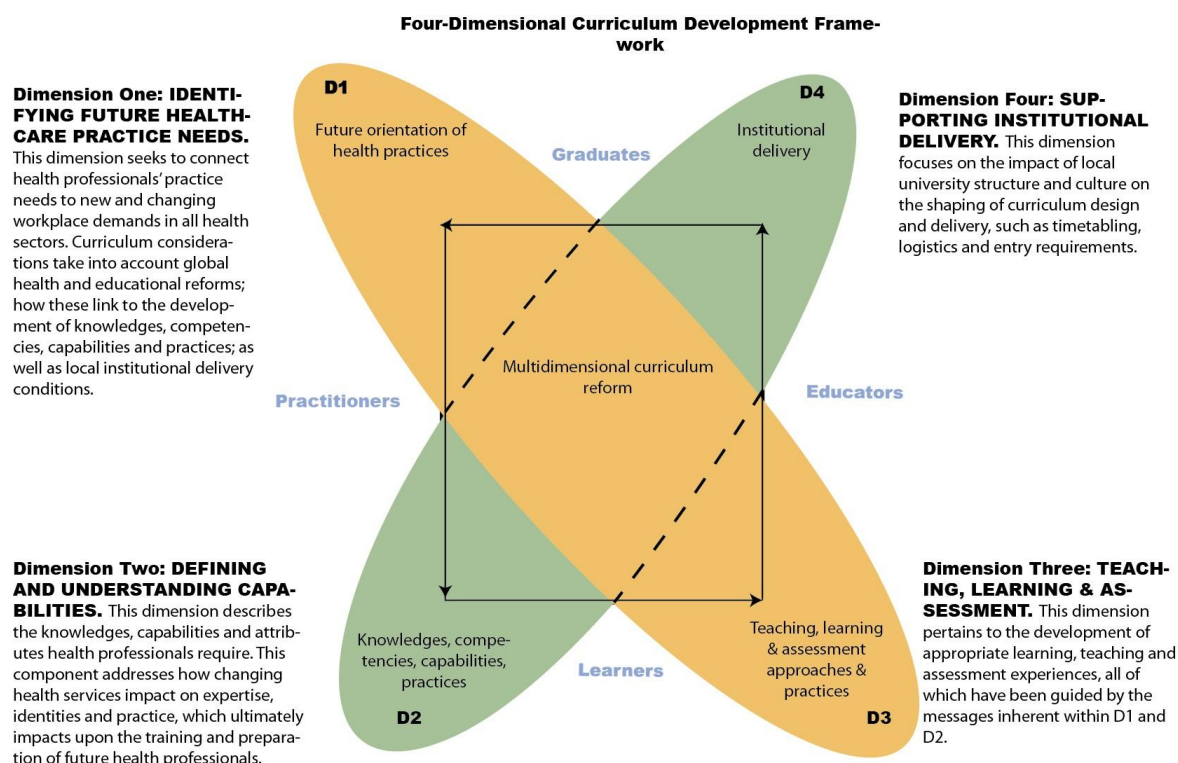 Four-Dimensional Curriculum Development Frame-
work
Dimension One: IDENTI-
FYING FUTURE HEALTH-
CARE PRACTICE NEEDS.
This dimension seeks to connect
health professionals’ practice
needs to new and changing
workplace demands in all health
sectors. Curriculum considera-
tions take into account global
health and educational reforms;
how these link to the develop-
ment of knowledges, competen-
cies, capabilities and practices; as
well as local institutional delivery
conditions.
D1
Future orientation of
health practices
Graduates
D4
Institutional
delivery
Dimension Four: SUP-
PORTING INSTITUTIONAL
DELIVERY. This dimension
focuses on the impact of local
university structure and culture on
the shaping of curriculum design
and delivery, such as timetabling,
logistics and entry requirements.
Multidimensional curriculum
reform
Practitioners
Educators
Dimension Two: DEFINING
AND UNDERSTANDING CAPA-
BILITIES. This dimension describes
the knowledges, capabilities and attrib-
utes health professionals require. This
component addresses how changing
health services impact on expertise,
identities and practice, which ultimately
impacts upon the training and prepara-
tion of future health professionals.
Knowledges, compe-
tencies, capabilities,
practices
D2
Learners
Teaching, learning
& assessment
approaches &
practices
D3
Dimension Three: TEACH-
ING, LEARNING & AS-
SESSMENT. This dimension
pertains to the development of
appropriate learning, teaching and
assessment experiences, all of
which have been guided by the
messages inherent within D1 and
D2.